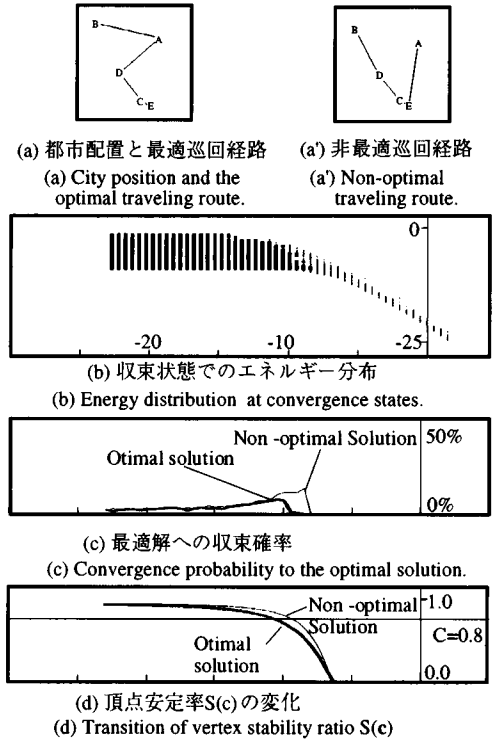 B
A
D
C
E
B
A
D
C
E
(a) 都市配置と最適巡回経路
(a) City position and the
optimal traveling route.
(a') 非最適巡回経路
(a') Non-optimal
traveling route.
0
-20
-10
-25
(b) 収束状態でのエネルギー分布
(b) Energy distribution at convergence states.
Non -optimal Solution
50%
Otimal solution
0%
(c) 最適解への収束確率
(c) Convergence probability to the optimal solution.
Non -optimal
Solution
1.0
Otimal
solution
C=0.8
0.0
(d) 頂点安定率S(c) の変化
(d) Transition of vertex stability ratio S(c)